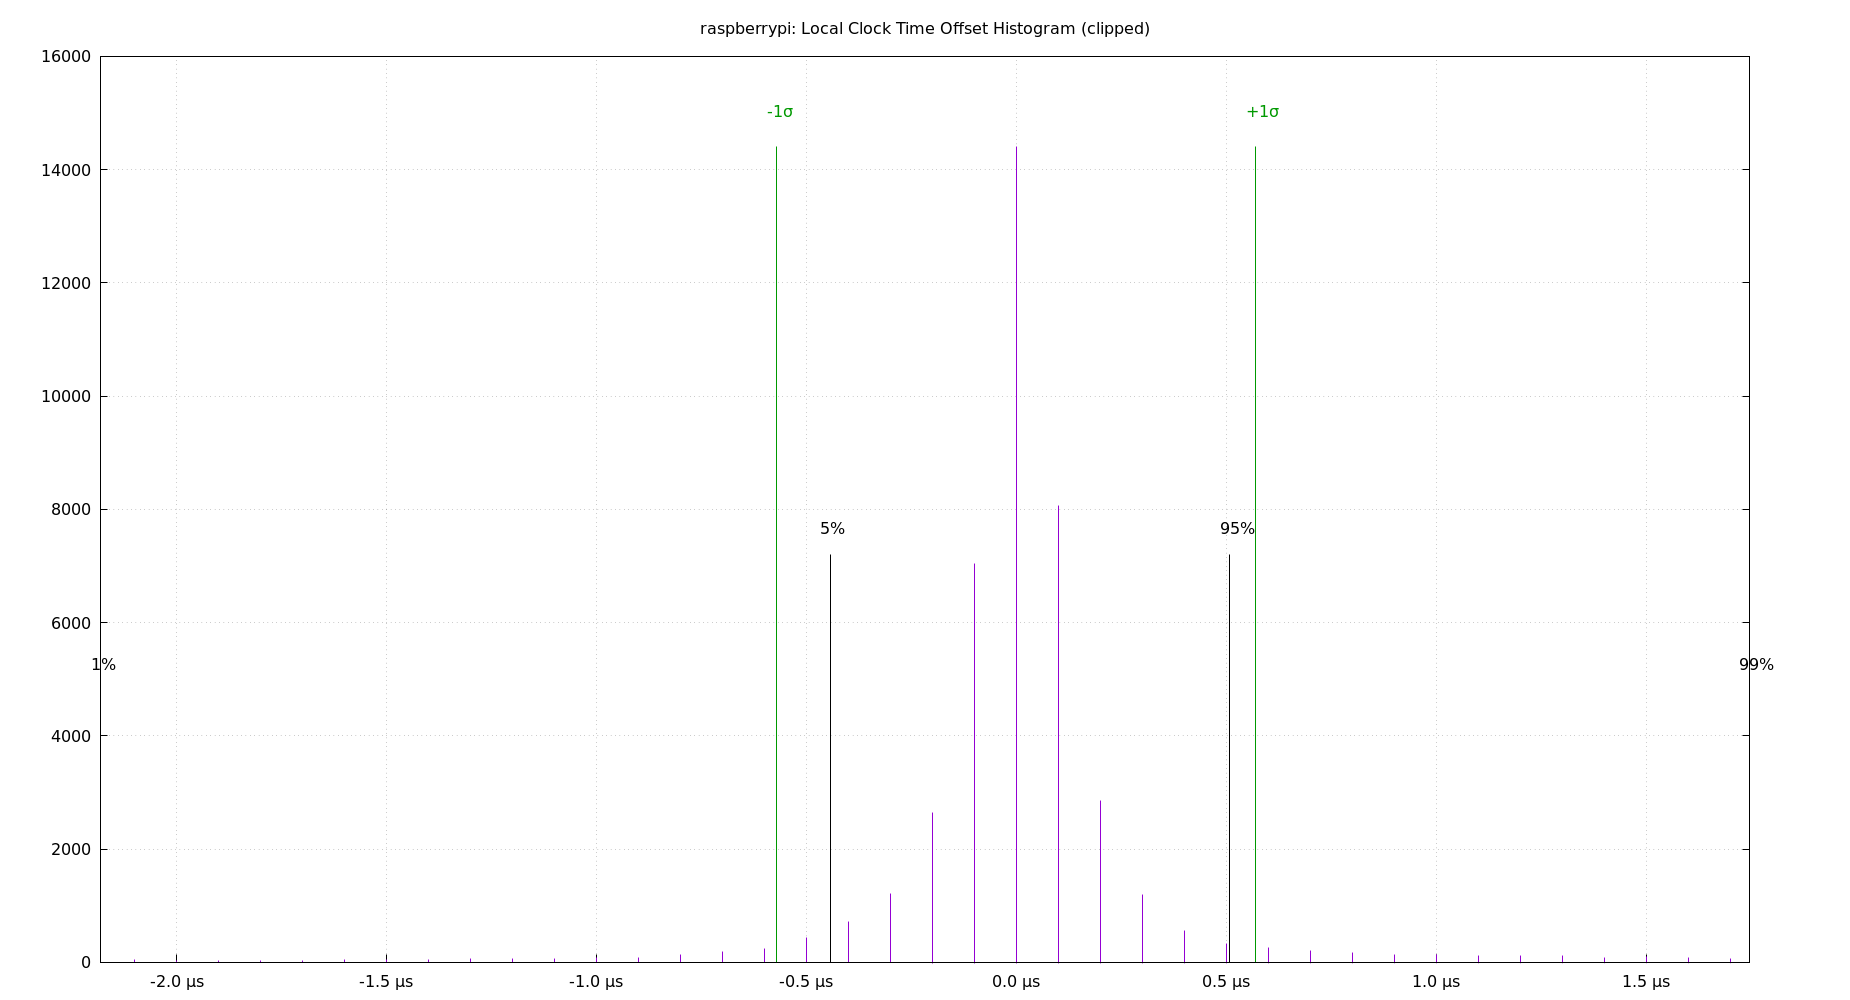 raspberrypi: Local Clock Time Offset Histogram (clipped)
16000
-1σ
+1σ
14000
12000
10000
8000
5%
95%
6000
1%
99%
4000
2000
0
-2.0 µs
-1.5 µs
-1.0 µs
-0.5 µs
0.0 µs
0.5 µs
1.0 µs
1.5 µs